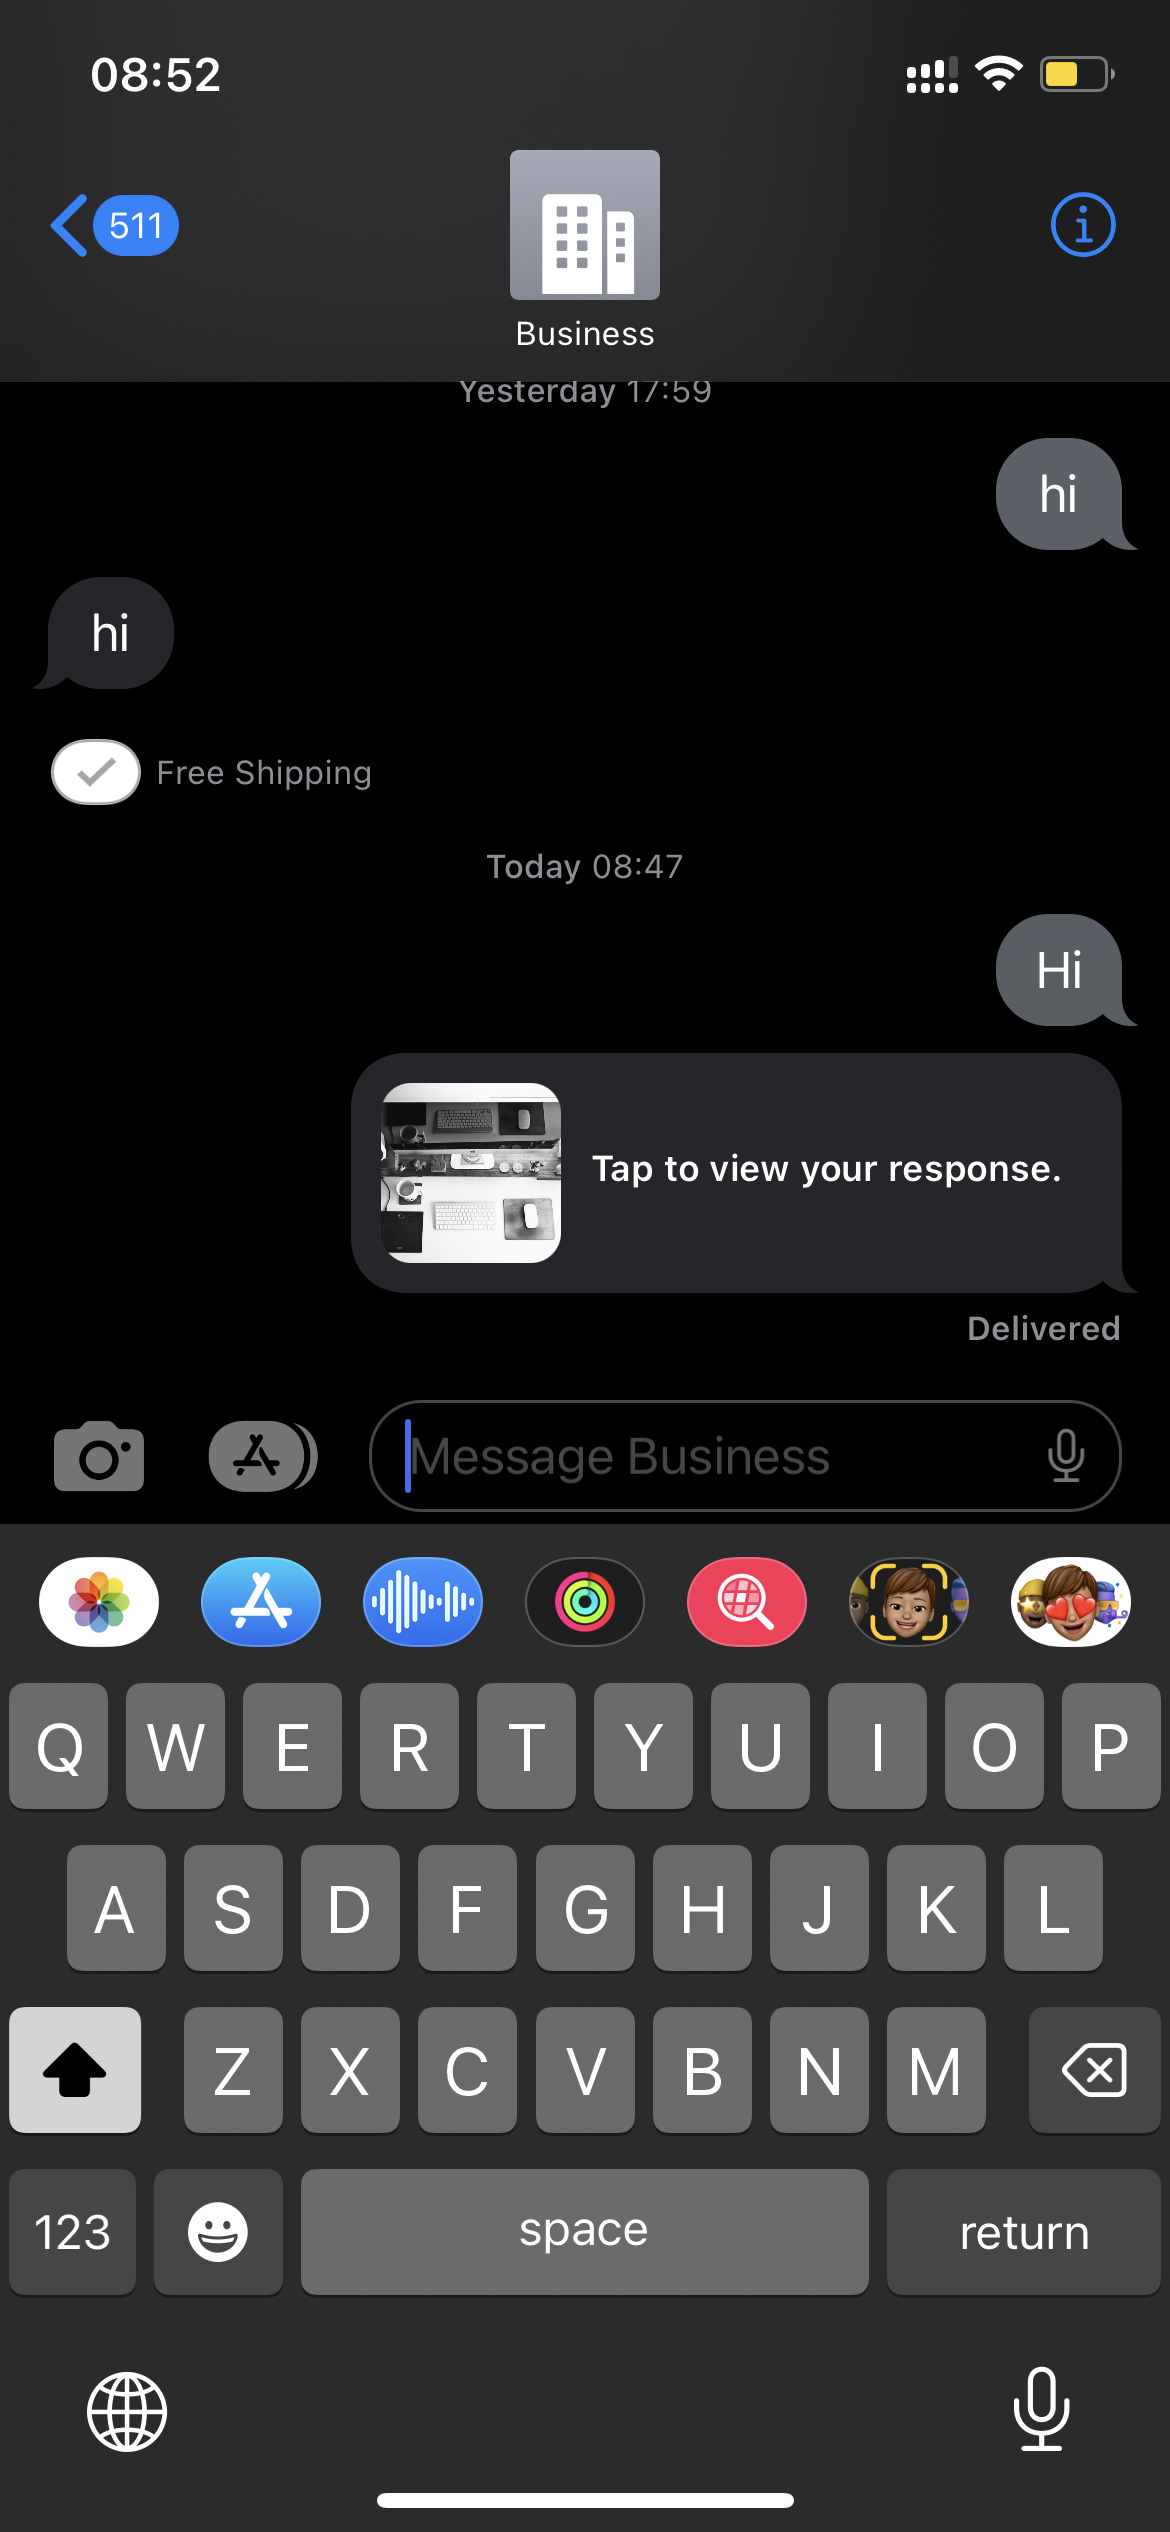 08:52
511
Business
Yesterday 17:59
hi
hi
Free Shipping
Today 08:47
Hi
Tap to view your response.
Delivered
Message Business
Q W E R T Y U I O P
A S D F G H J K L
Z X C V B N M
123 space return